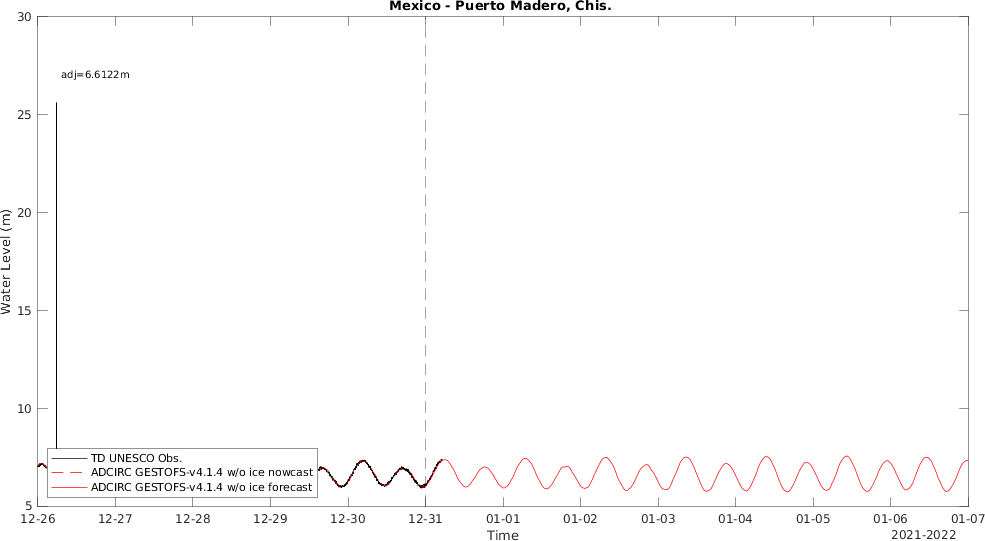 Mexico - Puerto Madero, Chis.
30
adj=6.6122m
25
20
15
10
5
Water Level (m)
TD UNESCO Obs.
ADCIRC GESTOFS-v4.1.4 w/o ice nowcast
ADCIRC GESTOFS-v4.1.4 w/o ice forecast
12-26 12-27 12-28 12-29 12-30 12-31 01-01 01-02 01-03 01-04 01-05 01-06 01-07
Time
2021-2022